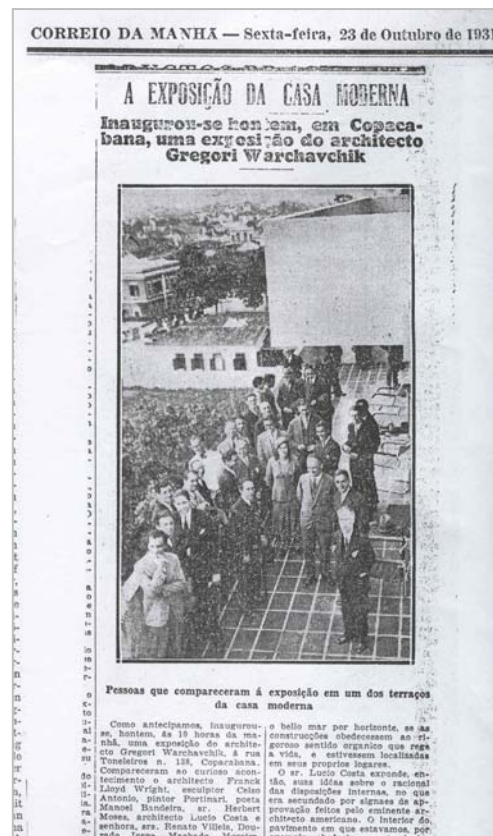 CORREIO DA MANHÃ — Sexta-feira, 23 de Outubro de 1931
A EXPOSIÇÃO DA CASA MODERNA
Inaugurou-se hontem, em Copaca-
bana, uma exposição do architecto
Gregori Warchavchik
Pessoas que compareceram á exposição em um dos terraços
da casa moderna
Como antecipamos, inaugurou-
se, hontem, ás 10 horas da ma-
nhã, uma exposição do archite-
cto Gregori Warchavchik, á rua
Toneleiros n. 138, Copacabana.
Compareceram ao curioso acon-
tecimento o architecto Franck
Lloyd Wright, esculptor Celso
Antonio, pintor Portinari, poeta
Manoel Bandeira, sr. Herbert
Moses, architecto Lucio Costa e
senhora, srs. Renato Villela,
o bello mar por horizonte, se as
construcções obedecessem ao ri-
goroso sentido organico que rege
a vida, e estivessem localizadas
em seus proprios logares.
O sr. Lucio Costa exponde, en-
tão, suas idéas sobre o racional
das disposições internas, no que
era secundado por signaes de ap-
provação feitos pelo eminente ar-
chitecto americano. O interior do
pavimento em que estavamos, por